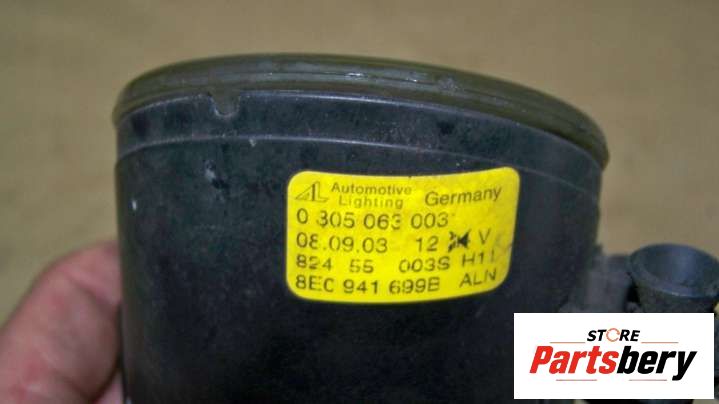 AL Automotive Lighting Germany
0 305 063 003
08.09.03 12 V
824 55 003S H11
8E0 941 699B ALN
STORE
Partsbery